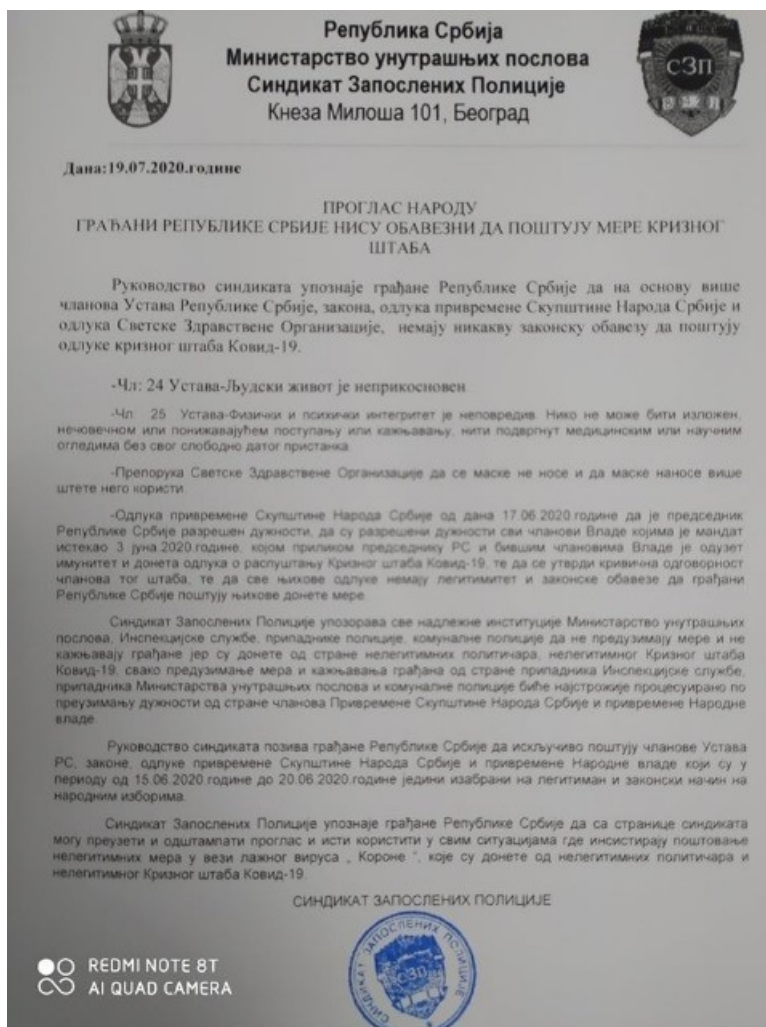 Република Србија
Министарство унутрашњих послова
Синдикат Запослених Полиције
Кнеза Милоша 101, Београд
СЗП
Дана:19.07.2020.године
ПРОГЛАС НАРОДУ
ГРАЂАНИ РЕПУБЛИКЕ СРБИЈЕ НИСУ ОБАВЕЗНИ ДА ПОШТУЈУ МЕРЕ КРИЗНОГ
ШТАБА
Руководство синдиката упознаје грађане Републике Србије да на основу више
чланова Устава Републике Србије, закона, одлука привремене Скупштине Народа Србије и
одлука Светске Здравствене Организације, немају никакву законску обавезу да поштују
одлуке кризног штаба Ковид-19.
-Чл: 24 Устава-Људски живот је неприкосновен
-Чл. 25 Устава-Физички и психички интегритет је неповредив. Нико не може бити изложен,
нечовечном или понижавајућем поступању или кажњавању, нити подвргнут медицинским или научним
огледима без свог слободно датог пристанка.
-Препорука Светске Здравствене Организације да се маске не носе и да маске наносе више
штете него користи.
-Одлука привремене Скупштине Народа Србије од дана 17.06.2020.године да је председник
Републике Србије разрешен дужности, да су разрешени дужности сви чланови Владе којима је мандат
истекао 3 јуна 2020.године, којом приликом председнику РС и бившим члановима Владе је одузет
имунитет и донета одлука о распуштању Кризног штаба Ковид-19, те да се утврди кривична одговорност
чланова тог штаба, те да све њихове одлуке немају легитимитет и законске обавезе да грађани
Републике Србије поштују њихове донете мере.
Синдикат Запослених Полиције упозорава све надлежне институције Министарство унутрашњих
послова, Инспекцијске службе, припаднике полиције, комуналне полиције да не предузимају мере и не
кажњавају грађане јер су донете од стране нелегитимних политичара, нелегитимног Кризног штаба
Ковид-19, свако предузимање мера и кажњавања грађана од стране припадника Инспекцијске службе,
припадника Министарства унутрашњих послова и комуналне полиције биће најстрожије процесуирано по
преузимању дужности од стране чланова Привремене Скупштине Народа Србије и привремене Народне
владе.
Руководство синдиката позива грађане Републике Србије да искључиво поштују чланове Устава
РС, законе, одлуке привремене Скупштине Народа Србије и привремене Народне владе који су у
периоду од 15.06.2020.године до 20.06.2020.године једини изабрани на легитиман и законски начин на
народним изборима.
Синдикат Запослених Полиције упознаје грађане Републике Србије да са странице синдиката
могу преузети и одштампати проглас и исти користити у свим ситуацијама где инсистирају поштовање
нелегитимних мера у вези лажног вируса „ Короне “, које су донете од нелегитимних политичара и
нелегитимног Кризног штаба Ковид-19.
СИНДИКАТ ЗАПОСЛЕНИХ ПОЛИЦИЈЕ
СИНДИКАТ ЗАПОСЛЕНИХ ПОЛИЦИЈЕ
СЗП
REDMI NOTE 8T
AI QUAD CAMERA